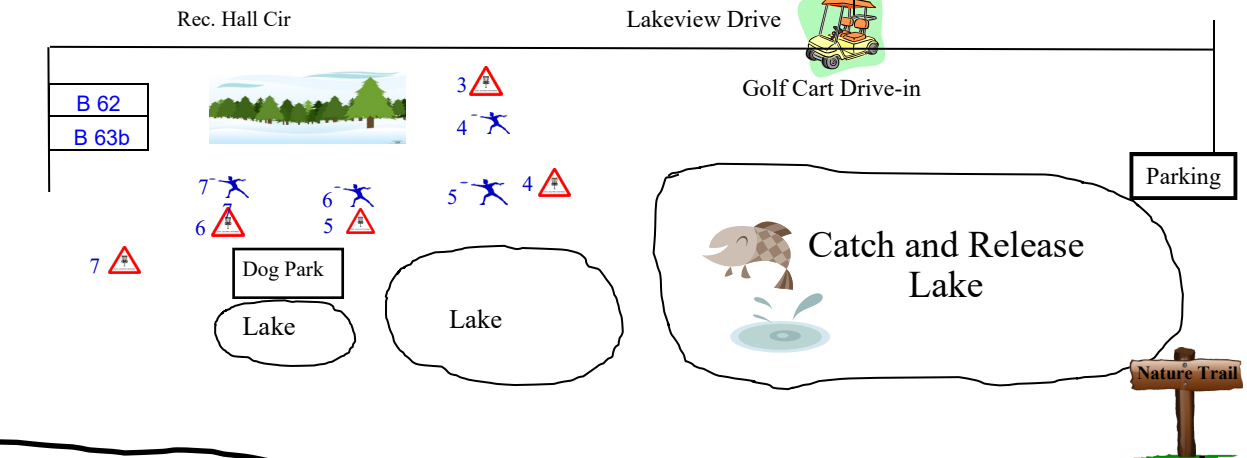 Rec. Hall Cir
Lakeview Drive
3
Golf Cart Drive-in
B 62
4
B 63b
Parking
7
6
5
4
7
6
5
Catch and Release
Lake
7
Dog Park
Lake
Lake
Nature Trail